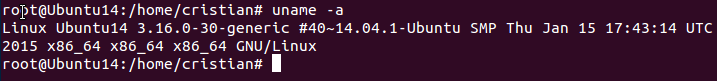 root@Ubuntu14:/home/cristian# uname -a
Linux Ubuntu14 3.16.0-30-generic #40~14.04.1-Ubuntu SMP Thu Jan 15 17:43:14 UTC
2015 x86_64 x86_64 x86_64 GNU/Linux
root@Ubuntu14:/home/cristian#